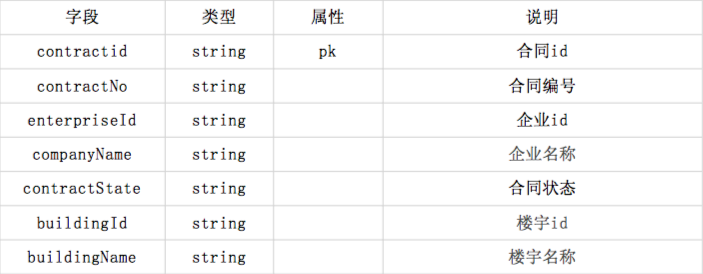 字段 类型 属性 说明
contractid string pk 合同id
contractNo string 合同编号
enterpriseId string 企业id
companyName string 企业名称
contractState string 合同状态
buildingId string 楼宇id
buildingName string 楼宇名称